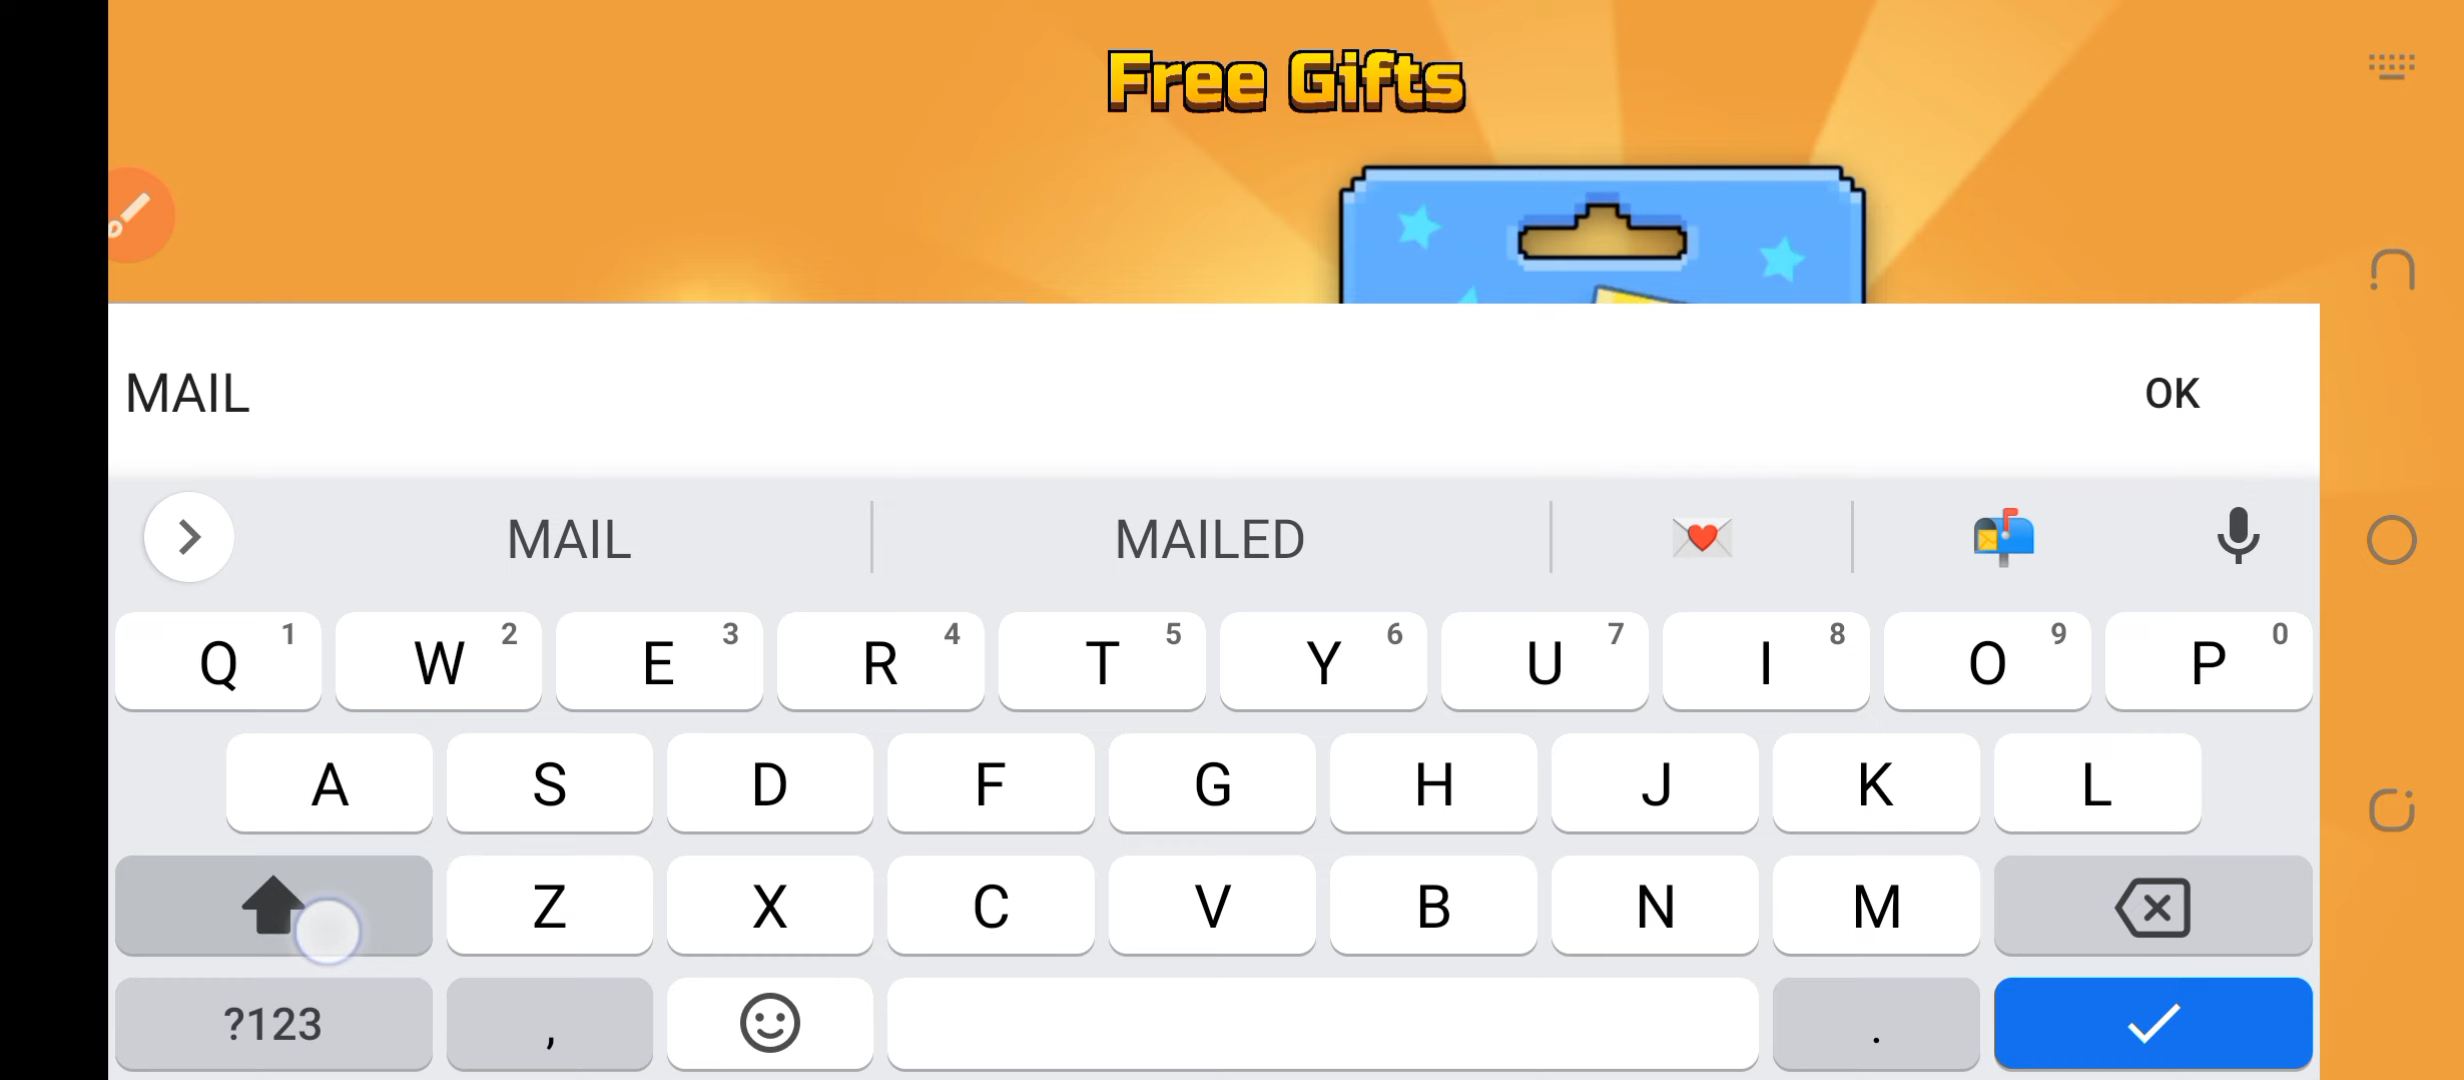 Free Gifts
MAIL OK
MAIL MAILED
Q 1 W 2 E 3 R 4 T 5 Y 6 U 7 I 8 O 9 P 0
A S D F G H J K L
Z X C V B N M
?123 , .